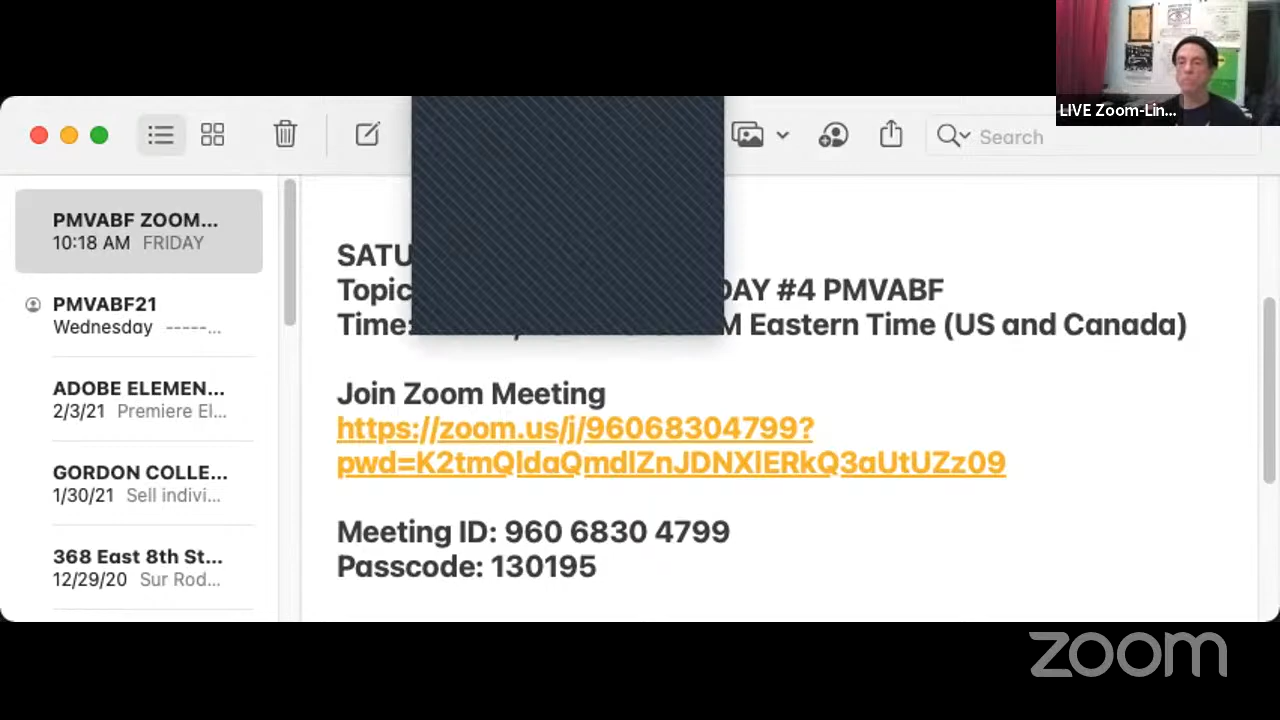 LIVE Zoom-Lin...
Search
PMVABF ZOOM...
10:18 AM FRIDAY
PMVABF21
Wednesday -----...
ADOBE ELEMEN...
2/3/21 Premiere El...
GORDON COLLE...
1/30/21 Sell indivi...
368 East 8th St...
12/29/20 Sur Rod...
SATU
Topic DAY #4 PMVABF
Time: M Eastern Time (US and Canada)
Join Zoom Meeting
https://zoom.us/j/96068304799?
pwd=K2tmQldaQmdlZnJDNXlERkQ3aUtUZz09
Meeting ID: 960 6830 4799
Passcode: 130195
zoom